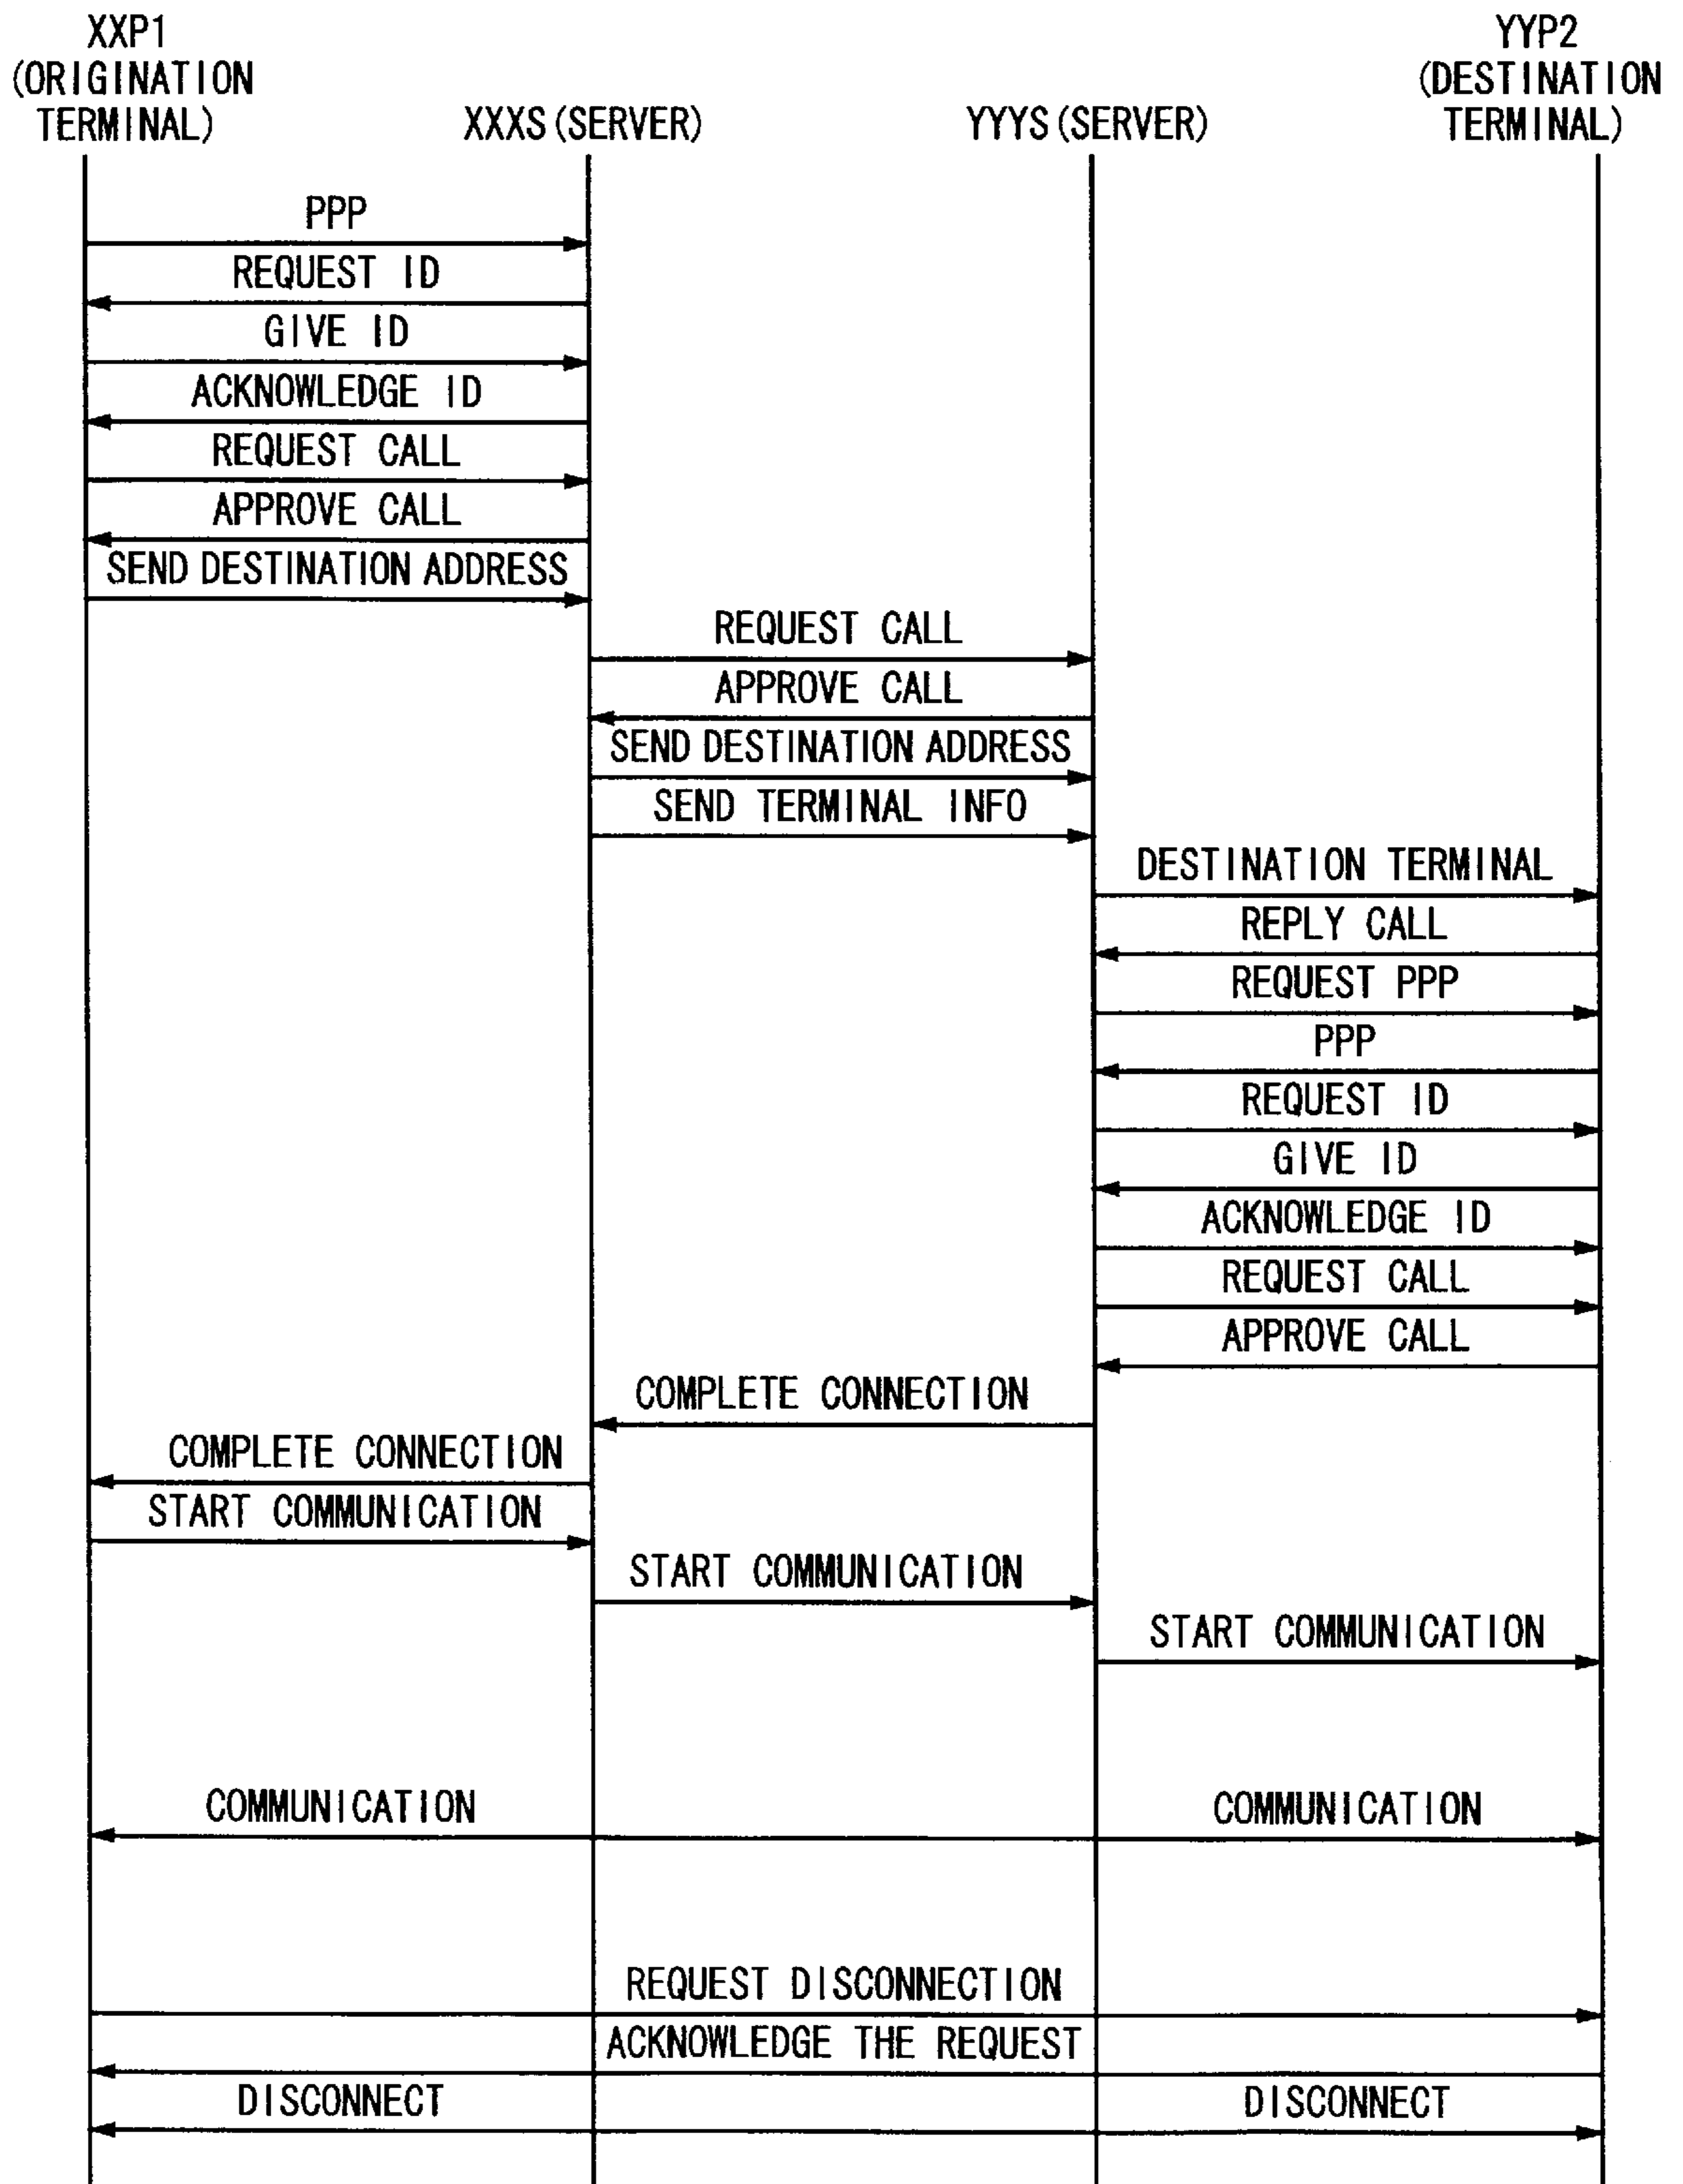 XXP1
(ORIGINATION
TERMINAL)
XXXS(SERVER)
YYYS(SERVER)
YYP2
(DESTINATION
TERMINAL)
PPP
REQUEST ID
GIVE ID
ACKNOWLEDGE ID
REQUEST CALL
APPROVE CALL
SEND DESTINATION ADDRESS
REQUEST CALL
APPROVE CALL
SEND DESTINATION ADDRESS
SEND TERMINAL INFO
DESTINATION TERMINAL
REPLY CALL
REQUEST PPP
PPP
REQUEST ID
GIVE ID
ACKNOWLEDGE ID
REQUEST CALL
APPROVE CALL
COMPLETE CONNECTION
COMPLETE CONNECTION
START COMMUNICATION
START COMMUNICATION
START COMMUNICATION
COMMUNICATION
COMMUNICATION
REQUEST DISCONNECTION
ACKNOWLEDGE THE REQUEST
DISCONNECT
DISCONNECT